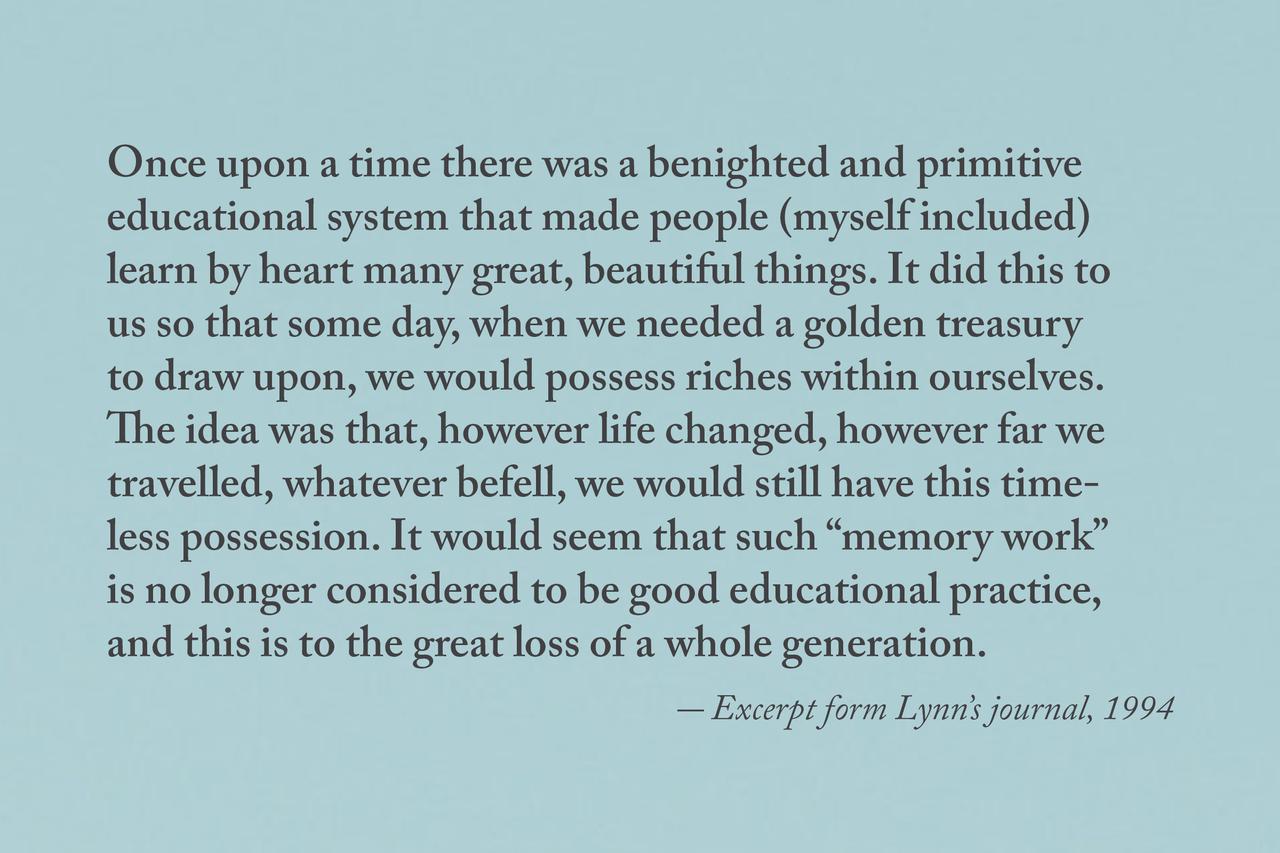 Once upon a time there was a benighted and primitive
educational system that made people (myself included)
learn by heart many great, beautiful things. It did this to
us so that some day, when we needed a golden treasury
to draw upon, we would possess riches within ourselves.
The idea was that, however life changed, however far we
travelled, whatever befell, we would still have this time-
less possession. It would seem that such “memory work”
is no longer considered to be good educational practice,
and this is to the great loss of a whole generation.
— Excerpt form Lynn’s journal, 1994